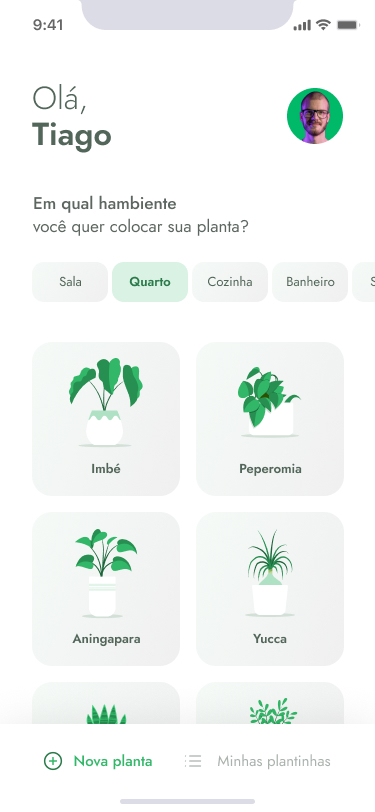 9:41
Olá,
Tiago
Em qual hambiente
você quer colocar sua planta?
Sala Quarto Cozinha Banheiro S
Imbé Peperomia
Aningapara Yucca
Nova planta Minhas plantinhas